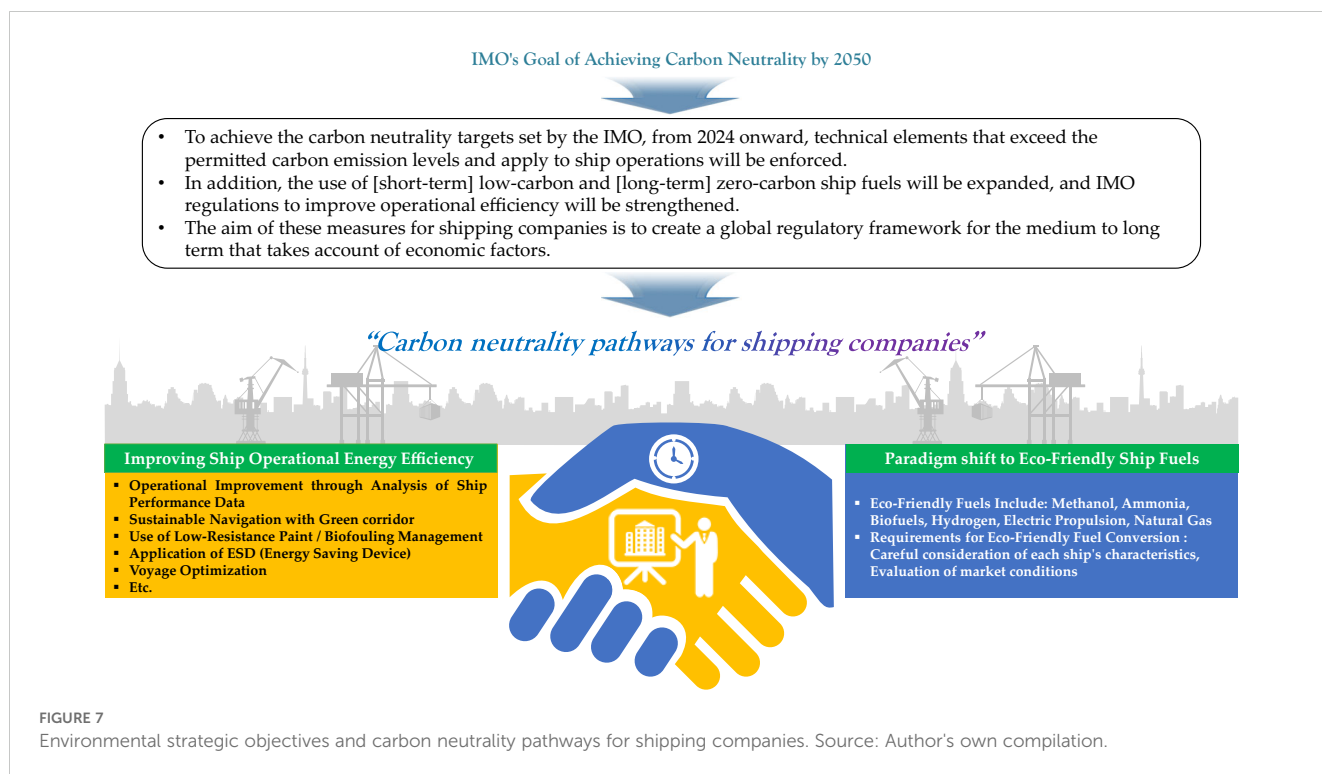 IMO's Goal of Achieving Carbon Neutrality by 2050
• To achieve the carbon neutrality targets set by the IMO, from 2024 onward, technical elements that exceed the
permitted carbon emission levels and apply to ship operations will be enforced.
• In addition, the use of [short-term] low-carbon and [long-term] zero-carbon ship fuels will be expanded, and IMO
regulations to improve operational efficiency will be strengthened.
• The aim of these measures for shipping companies is to create a global regulatory framework for the medium to long
term that takes account of economic factors.
“Carbon neutrality pathways for shipping companies”
Improving Ship Operational Energy Efficiency
▪ Operational Improvement through Analysis of Ship
Performance Data
▪ Sustainable Navigation with Green corridor
▪ Use of Low-Resistance Paint / Biofouling Management
▪ Application of ESD (Energy Saving Device)
▪ Voyage Optimization
▪ Etc.
Paradigm shift to Eco-Friendly Ship Fuels
▪ Eco-Friendly Fuels Include: Methanol, Ammonia,
Biofuels, Hydrogen, Electric Propulsion, Natural Gas
▪ Requirements for Eco-Friendly Fuel Conversion :
Careful consideration of each ship's characteristics,
Evaluation of market conditions
FIGURE 7
Environmental strategic objectives and carbon neutrality pathways for shipping companies. Source: Author's own compilation.